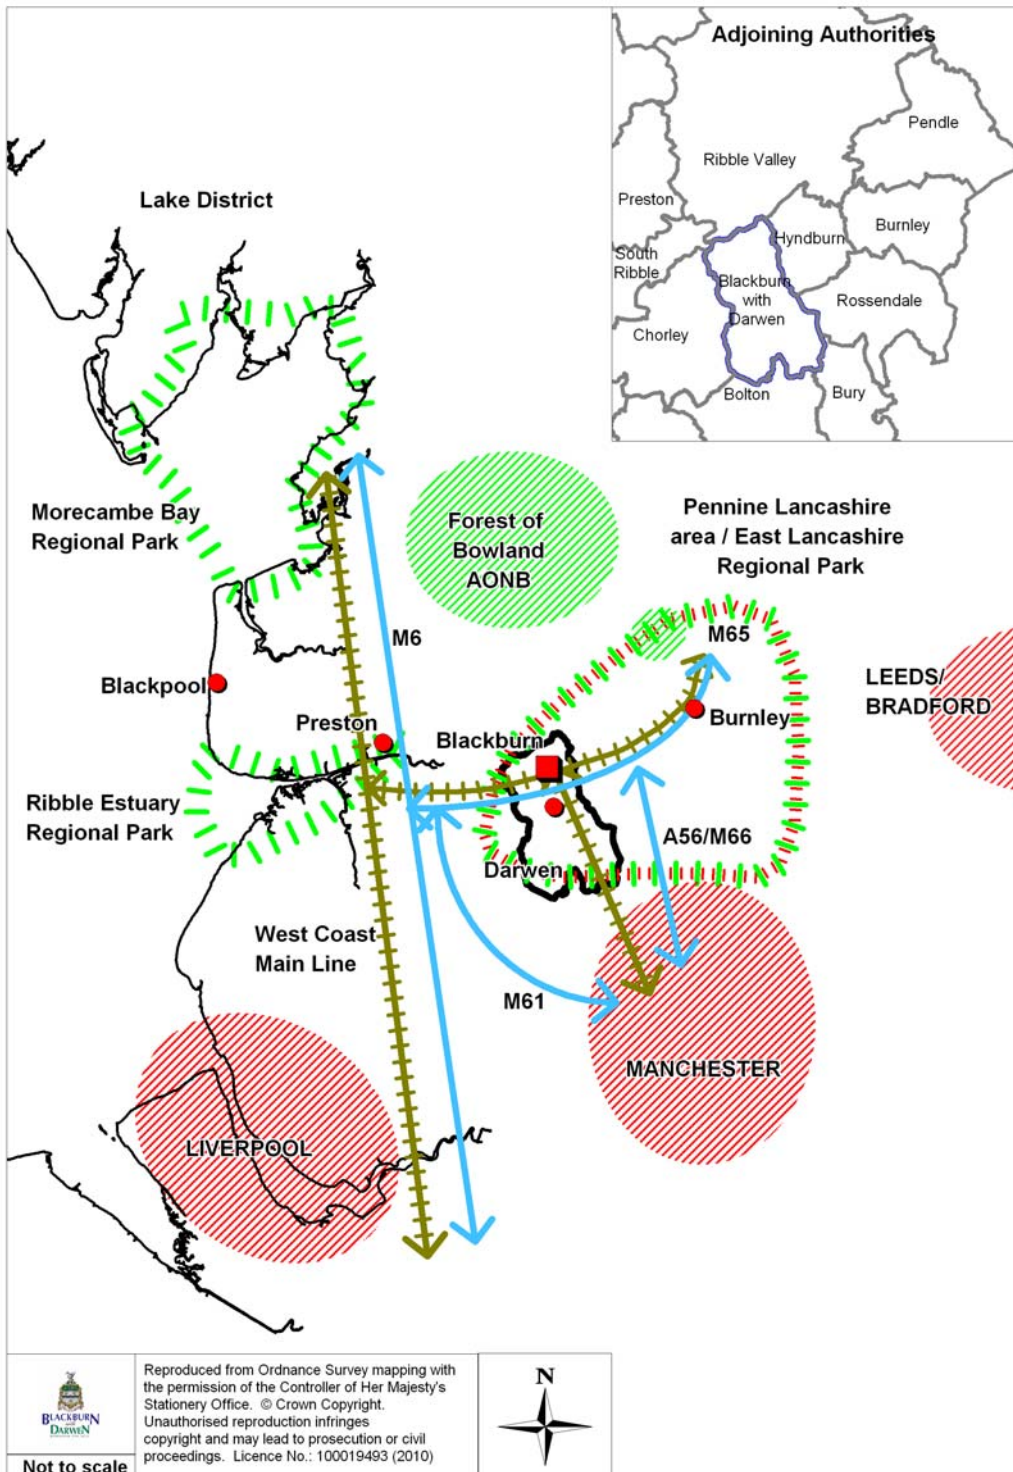 Adjoining Authorities
Pendle
Ribble Valley
Preston
Burnley
Hyndburn
South
Ribble
Blackburn
with
Darwen
Rossendale
Chorley
Bolton
Bury
Lake District
Morecambe Bay
Regional Park
Forest of
Bowland
AONB
Pennine Lancashire
area / East Lancashire
Regional Park
M6
M65
LEEDS/
BRADFORD
Blackpool
Preston
Blackburn
Burnley
Ribble Estuary
Regional Park
A56/M66
Darwen
West Coast
Main Line
M61
MANCHESTER
LIVERPOOL
BLACKBURN
with
DARWEN
Not to scale
Reproduced from Ordnance Survey mapping with
the permission of the Controller of Her Majesty's
Stationery Office. © Crown Copyright.
Unauthorised reproduction infringes
copyright and may lead to prosecution or civil
proceedings. Licence No.: 100019493 (2010)
N